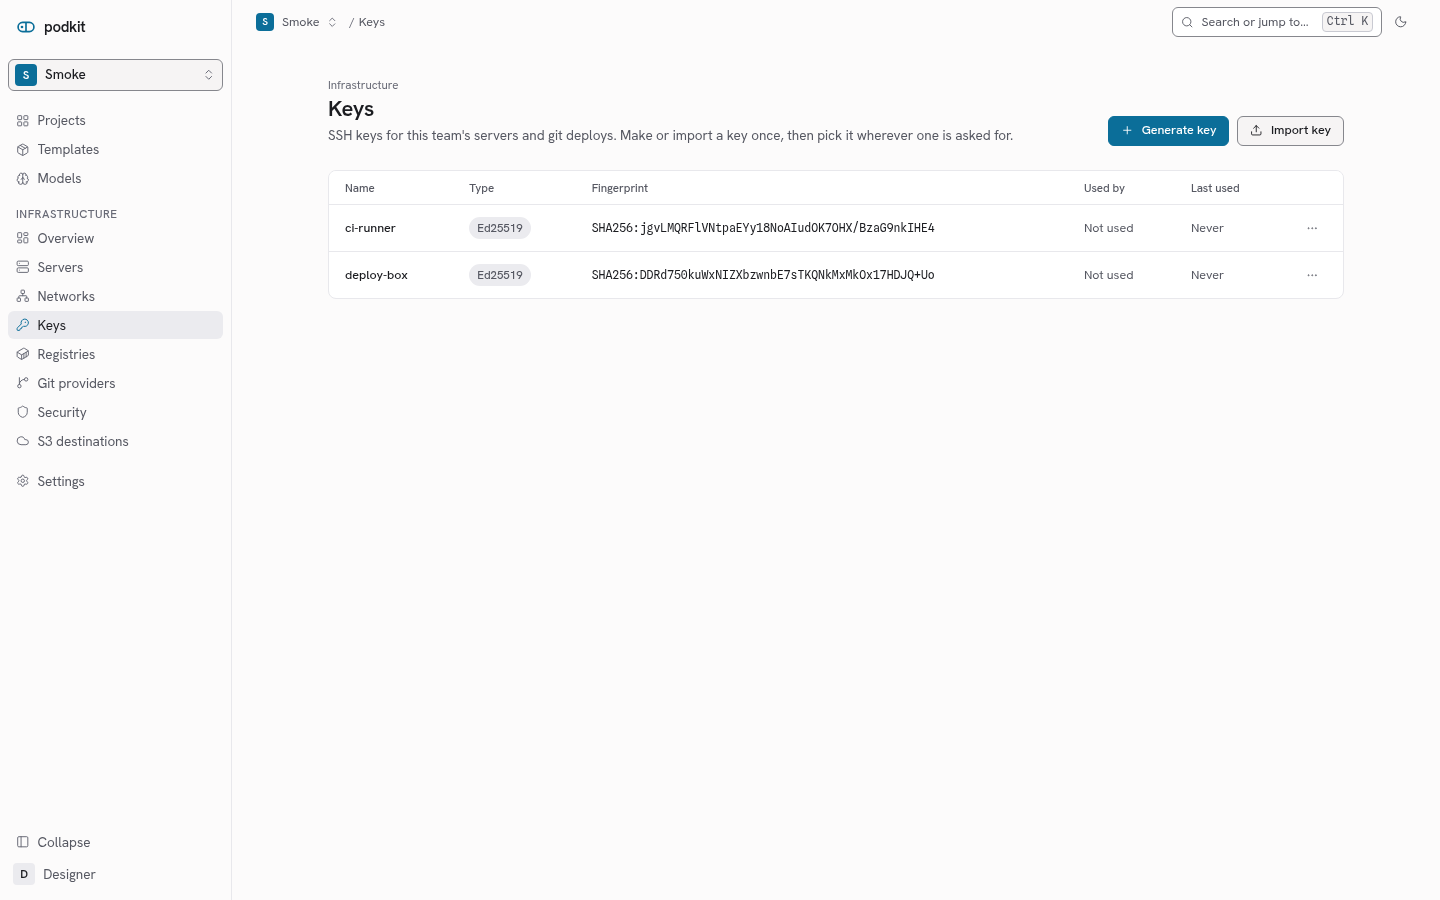 podkit
S Smoke
Projects
Templates
Models
INFRASTRUCTURE
Overview
Servers
Networks
Keys
Registries
Git providers
Security
S3 destinations
Settings
Collapse
D Designer
S Smoke / Keys
Search or jump to... Ctrl K
Infrastructure
Keys
SSH keys for this team's servers and git deploys. Make or import a key once, then pick it wherever one is asked for.
Generate key Import key
Name Type Fingerprint Used by Last used
ci-runner Ed25519 SHA256:jgvLMQRFlVNtpaEYy18NoAIudOK7OHX/BzaG9nkIHE4 Not used Never
deploy-box Ed25519 SHA256:DDRd750kuWxNIZXbzwnbE7sTKQNkMxMkOx17HDJQ+Uo Not used Never